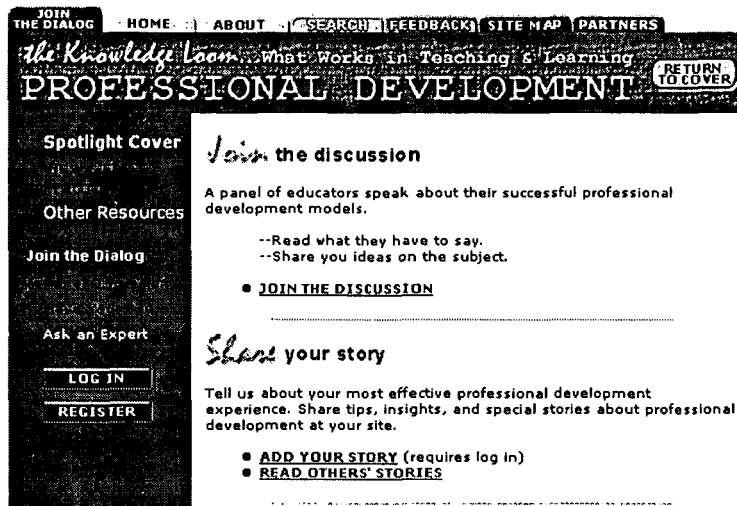 JOIN THE DIALOG HOME ABOUT SEARCH FEEDBACK SITE MAP PARTNERS
the Knowledge Loom...What Works in Teaching & Learning
PROFESSIONAL DEVELOPMENT
RETURN TO COVER
Spotlight Cover
Other Resources
Join the Dialog
Ask an Expert
LOG IN
REGISTER
Join the discussion
A panel of educators speak about their successful professional
development models.
--Read what they have to say.
--Share you ideas on the subject.
JOIN THE DISCUSSION
Share your story
Tell us about your most effective professional development
experience. Share tips, insights, and special stories about professional
development at your site.
ADD YOUR STORY (requires log in)
READ OTHERS' STORIES